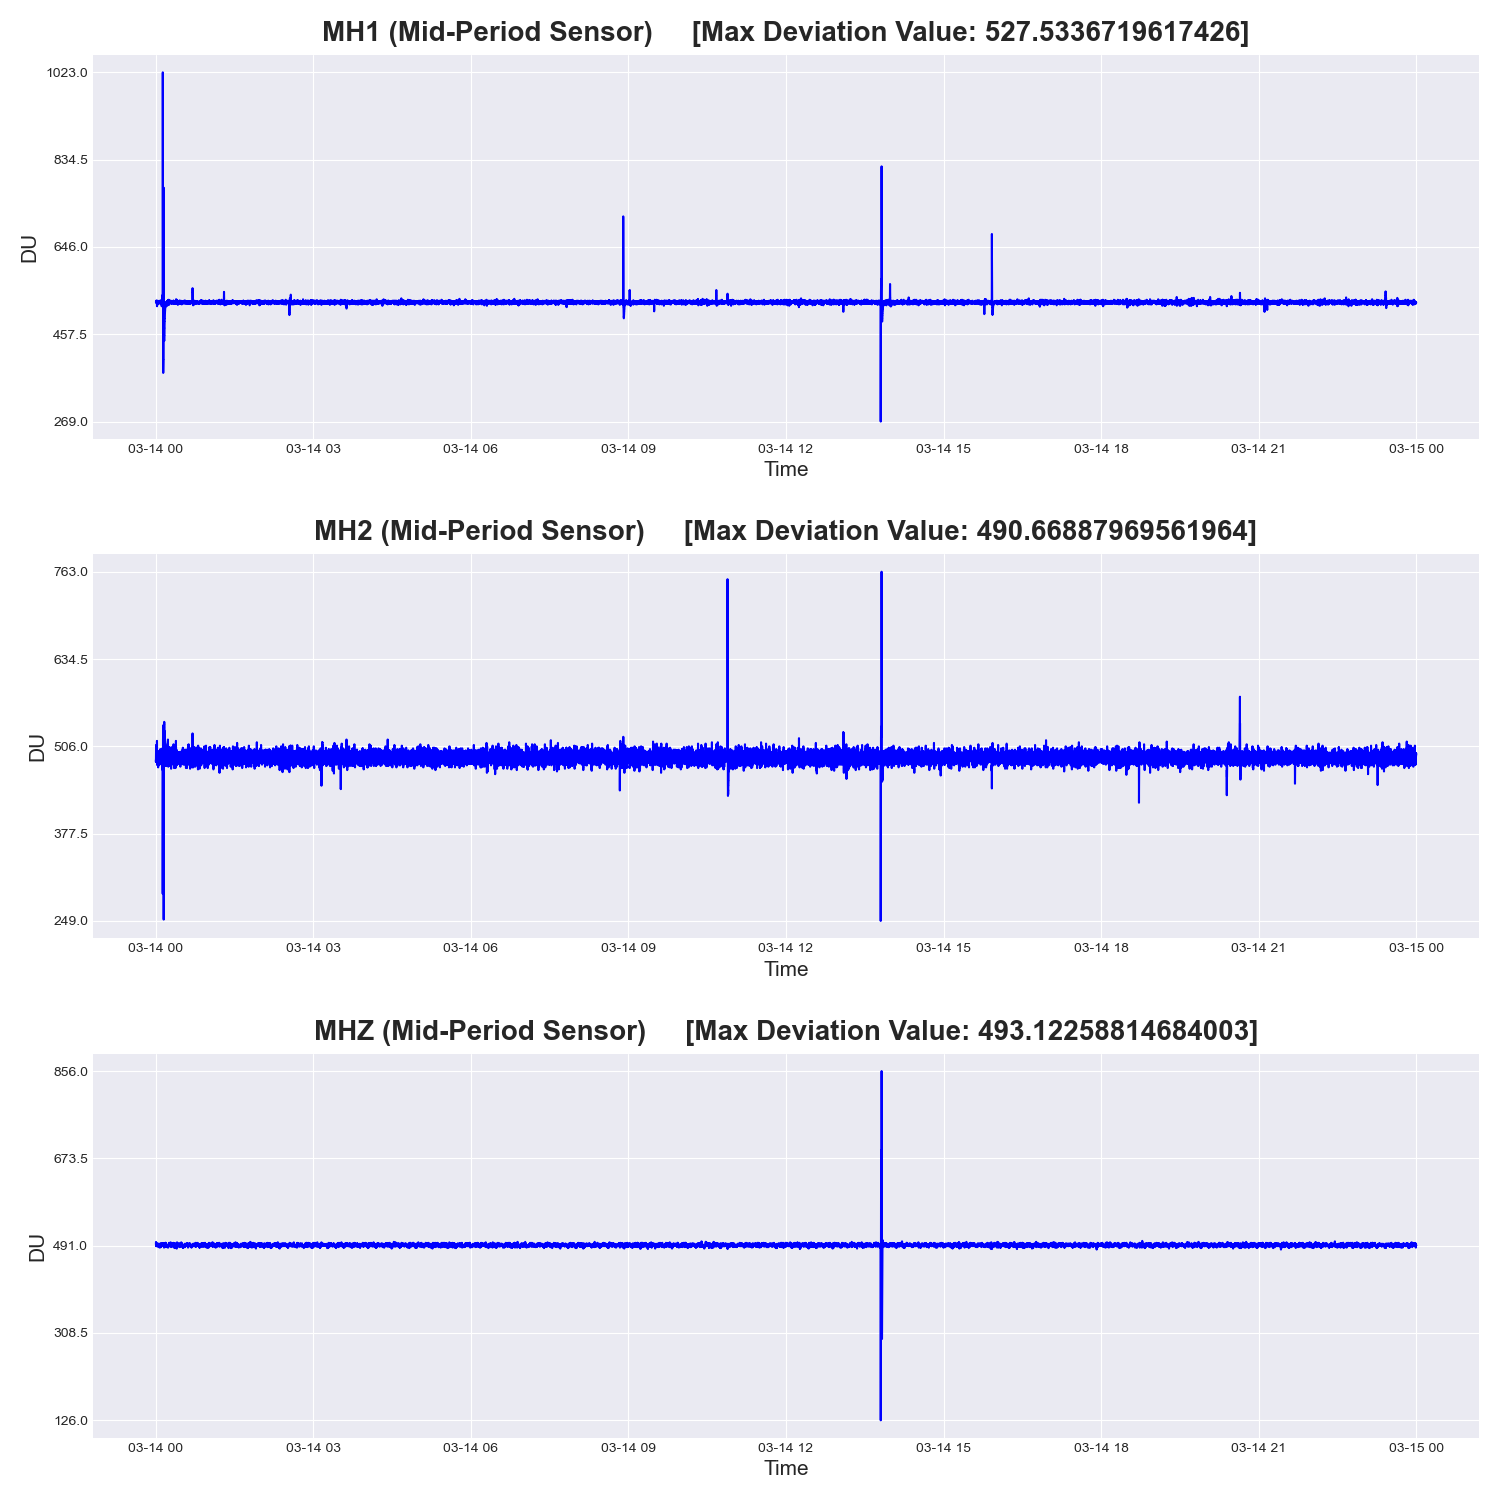 MH1 (Mid-Period Sensor) [Max Deviation Value: 527.5336719617426]
1023.0
834.5
646.0
457.5
269.0
DU
03-14 00 03-14 03 03-14 06 03-14 09 03-14 12 03-14 15 03-14 18 03-14 21 03-15 00
Time
MH2 (Mid-Period Sensor) [Max Deviation Value: 490.66887969561964]
763.0
634.5
506.0
377.5
249.0
DU
03-14 00 03-14 03 03-14 06 03-14 09 03-14 12 03-14 15 03-14 18 03-14 21 03-15 00
Time
MHZ (Mid-Period Sensor) [Max Deviation Value: 493.12258814684003]
856.0
673.5
491.0
308.5
126.0
DU
03-14 00 03-14 03 03-14 06 03-14 09 03-14 12 03-14 15 03-14 18 03-14 21 03-15 00
Time